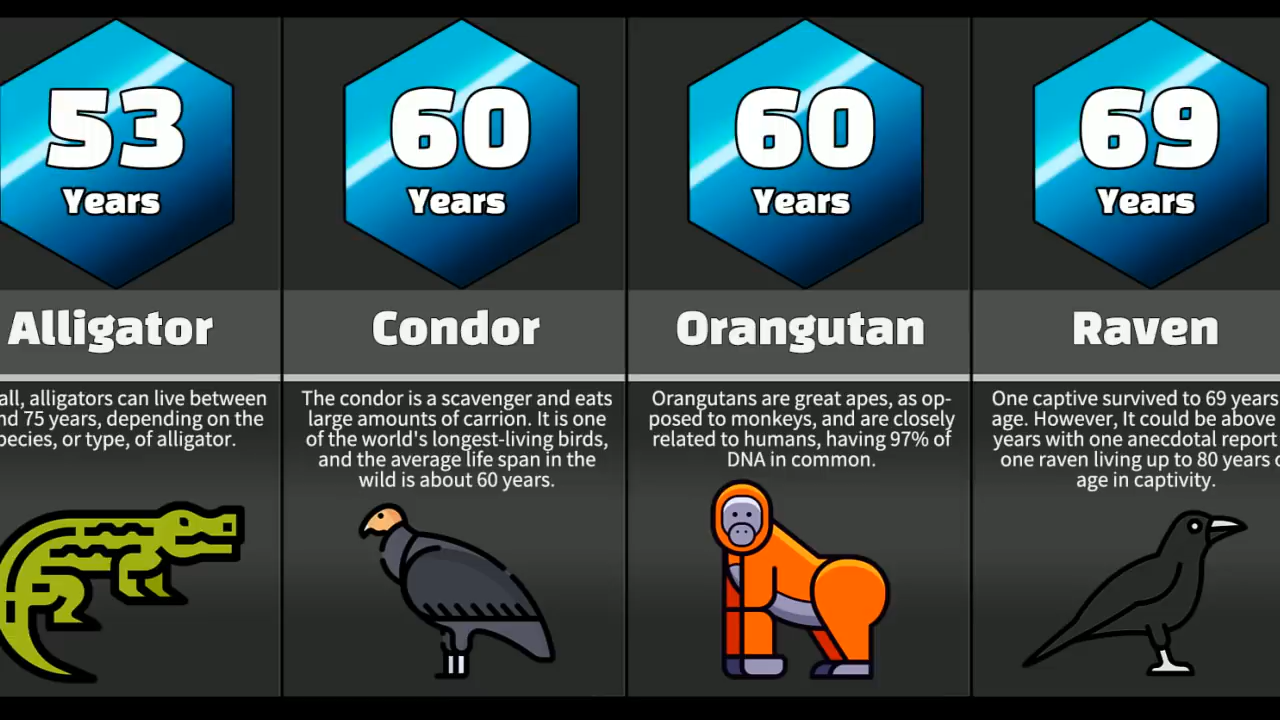 53
Years
Alligator
all, alligators can live between
nd 75 years, depending on the
pecies, or type, of alligator.
60
Years
Condor
The condor is a scavenger and eats
large amounts of carrion. It is one
of the world's longest-living birds,
and the average life span in the
wild is about 60 years.
60
Years
Orangutan
Orangutans are great apes, as op-
posed to monkeys, and are closely
related to humans, having 97% of
DNA in common.
69
Years
Raven
One captive survived to 69 years
age. However, It could be above
years with one anecdotal report
one raven living up to 80 years o
age in captivity.